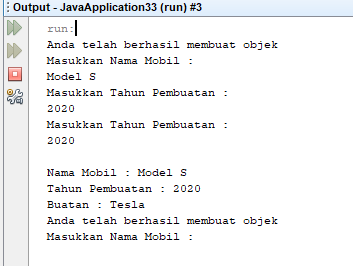 Output - JavaApplication33 (run) #3
run:
Anda telah berhasil membuat objek
Masukkan Nama Mobil :
Model S
Masukkan Tahun Pembuatan :
2020
Masukkan Tahun Pembuatan :
2020
Nama Mobil : Model S
Tahun Pembuatan : 2020
Buatan : Tesla
Anda telah berhasil membuat objek
Masukkan Nama Mobil :